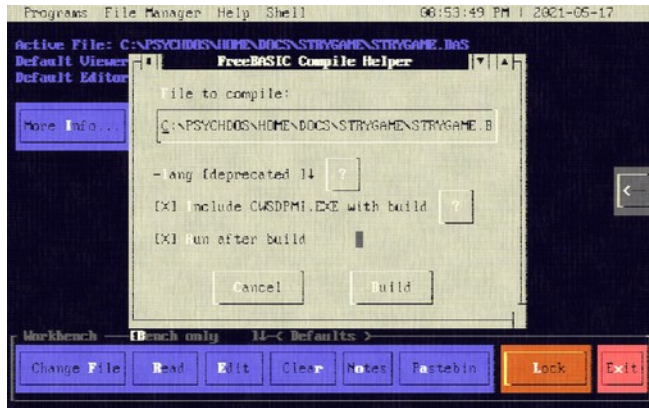 Programs File Manager Help Shell 08:53:49 PM | 2021-05-17
Active File: C:\PSYCHDOS\HOME\DOCS\STRYGAME\STRYGAME.BAS
Default Viewer
Default Editor
FreeBASIC Compile Helper
File to compile:
More Info...
C:\PSYCHDOS\HOME\DOCS\STRYGAME\STRYGAME.B
-lang [deprecated ]↓ ?
[X] Include CWSDPMI.EXE with build ?
[X] Run after build
Cancel Build
Workbench Bench only ]↓-< Defaults >
Change File Read Edit Clear Notes Pastebin Lock Exit